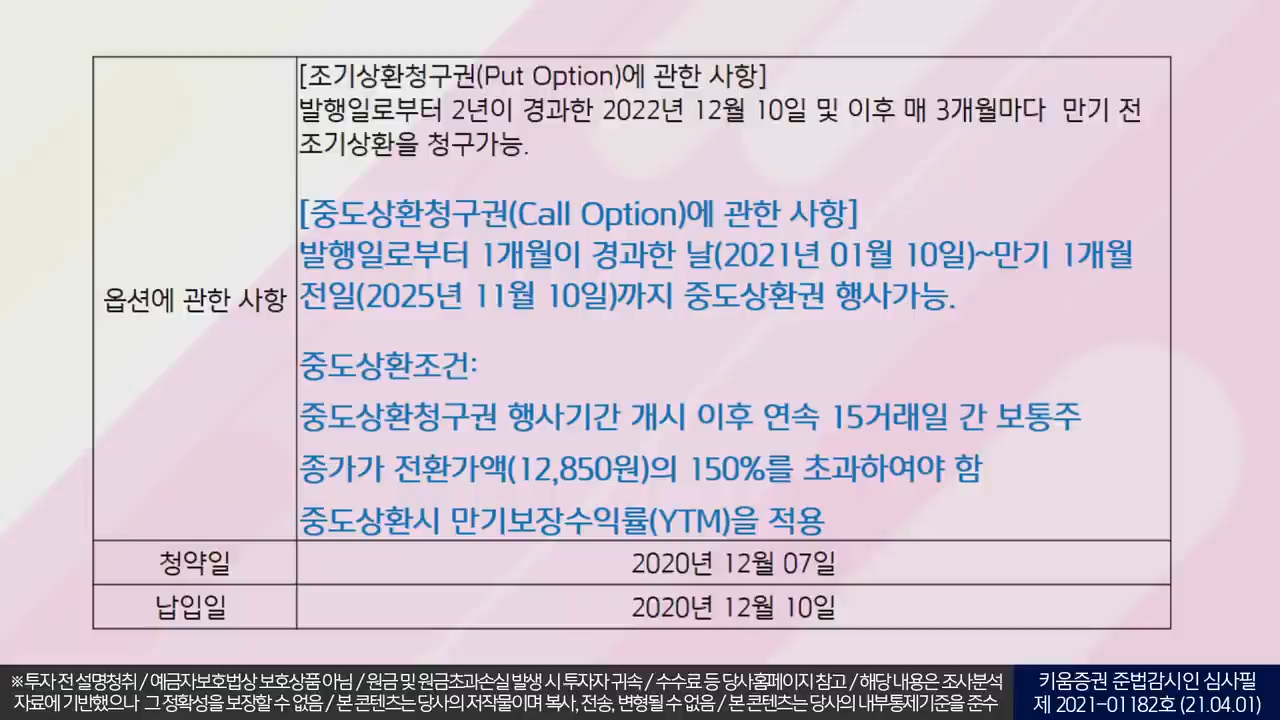 [조기상환청구권(Put Option)에 관한 사항]
발행일로부터 2년이 경과한 2022년 12월 10일 및 이후 매 3개월마다 만기 전
조기상환을 청구가능.
[중도상환청구권(Call Option)에 관한 사항]
발행일로부터 1개월이 경과한 날(2021년 01월 10일)~만기 1개월
옵션에 관한 사항
전일(2025년 11월 10일)까지 중도상환권 행사가능.
중도상환조건:
중도상환청구권 행사기간 개시 이후 연속 15거래일 간 보통주
종가가 전환가액(12,850원)의 150%를 초과하여야 함
중도상환시 만기보장수익률(YTM)을 적용
청약일
2020년 12월 07일
납입일
2020년 12월 10일
※투자 전 설명청취 / 예금자보호법상 보호상품 아님 / 원금 및 원금초과손실 발생 시 투자자 귀속 / 수수료 등 당사홈페이지 참고 / 해당 내용은 조사분석
자료에 기반했으나 그 정확성을 보장할 수 없음 / 본 콘텐츠는 당사의 저작물이며 복사, 전송, 변형될 수 없음 / 본 콘텐츠는 당사의 내부통제기준을 준수
키움증권 준법감시인 심사필
제 2021-01182호 (21.04.01)